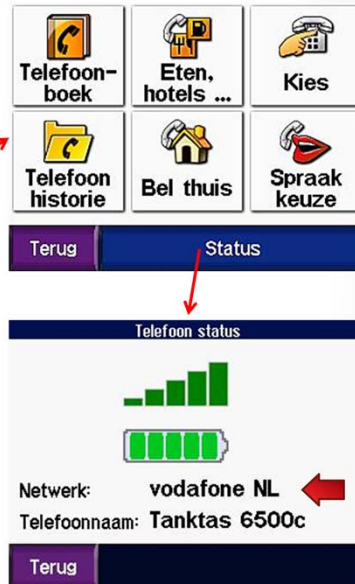 Telefoon-
boek
Eten,
hotels ...
Kies
Telefoon
historie
Bel thuis
Spraak
keuze
Terug
Status
Telefoon status
Netwerk: vodafone NL
Telefoonnaam: Tanktas 6500c
Terug